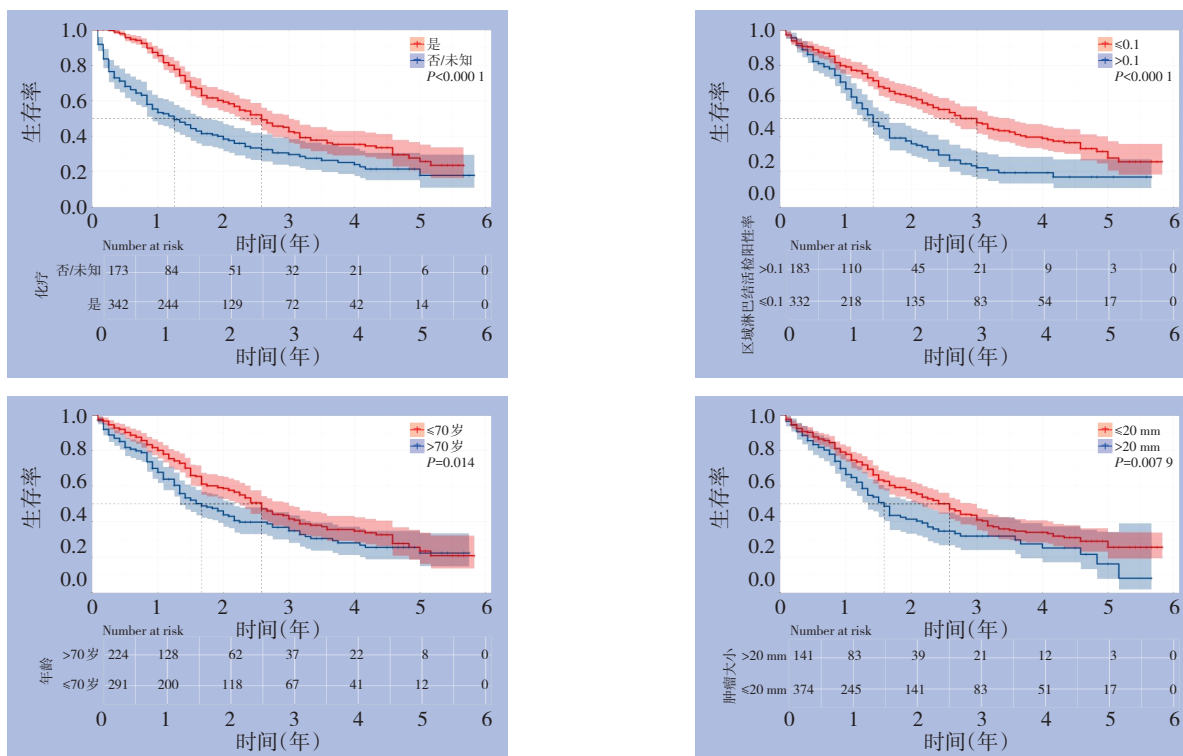 1.0
0.8
0.6
0.4
0.2
0.0
生存率
是
否/未知
P<0.000 1
0 1 2 3 4 5 6
时间(年)
Number at risk
化疗
否/未知 173 84 51 32 21 6 0
是 342 244 129 72 42 14 0
0 1 2 3 4 5 6
时间(年)
1.0
0.8
0.6
0.4
0.2
0.0
生存率
≤0.1
>0.1
P<0.000 1
0 1 2 3 4 5 6
时间(年)
Number at risk
区域淋巴结活检阳性率
>0.1 183 110 45 21 9 3 0
≤0.1 332 218 135 83 54 17 0
0 1 2 3 4 5 6
时间(年)
1.0
0.8
0.6
0.4
0.2
0.0
生存率
≤70岁
>70岁
P=0.014
0 1 2 3 4 5 6
时间(年)
Number at risk
年龄
>70岁 224 128 62 37 22 8 0
≤70岁 291 200 118 67 41 12 0
0 1 2 3 4 5 6
时间(年)
1.0
0.8
0.6
0.4
0.2
0.0
生存率
≤20 mm
>20 mm
P=0.007 9
0 1 2 3 4 5 6
时间(年)
Number at risk
肿瘤大小
>20 mm 141 83 39 21 12 3 0
≤20 mm 374 245 141 83 51 17 0
0 1 2 3 4 5 6
时间(年)